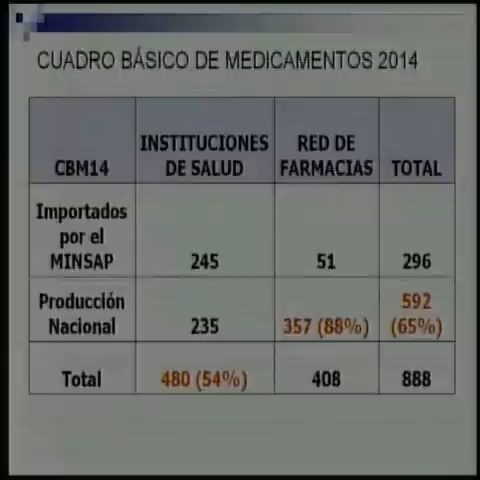 CUADRO BÁSICO DE MEDICAMENTOS 2014
CBM14 INSTITUCIONES DE SALUD RED DE FARMACIAS TOTAL
Importados por el MINSAP 245 51 296
Producción Nacional 235 357 (88%) 592 (65%)
Total 480 (54%) 408 888